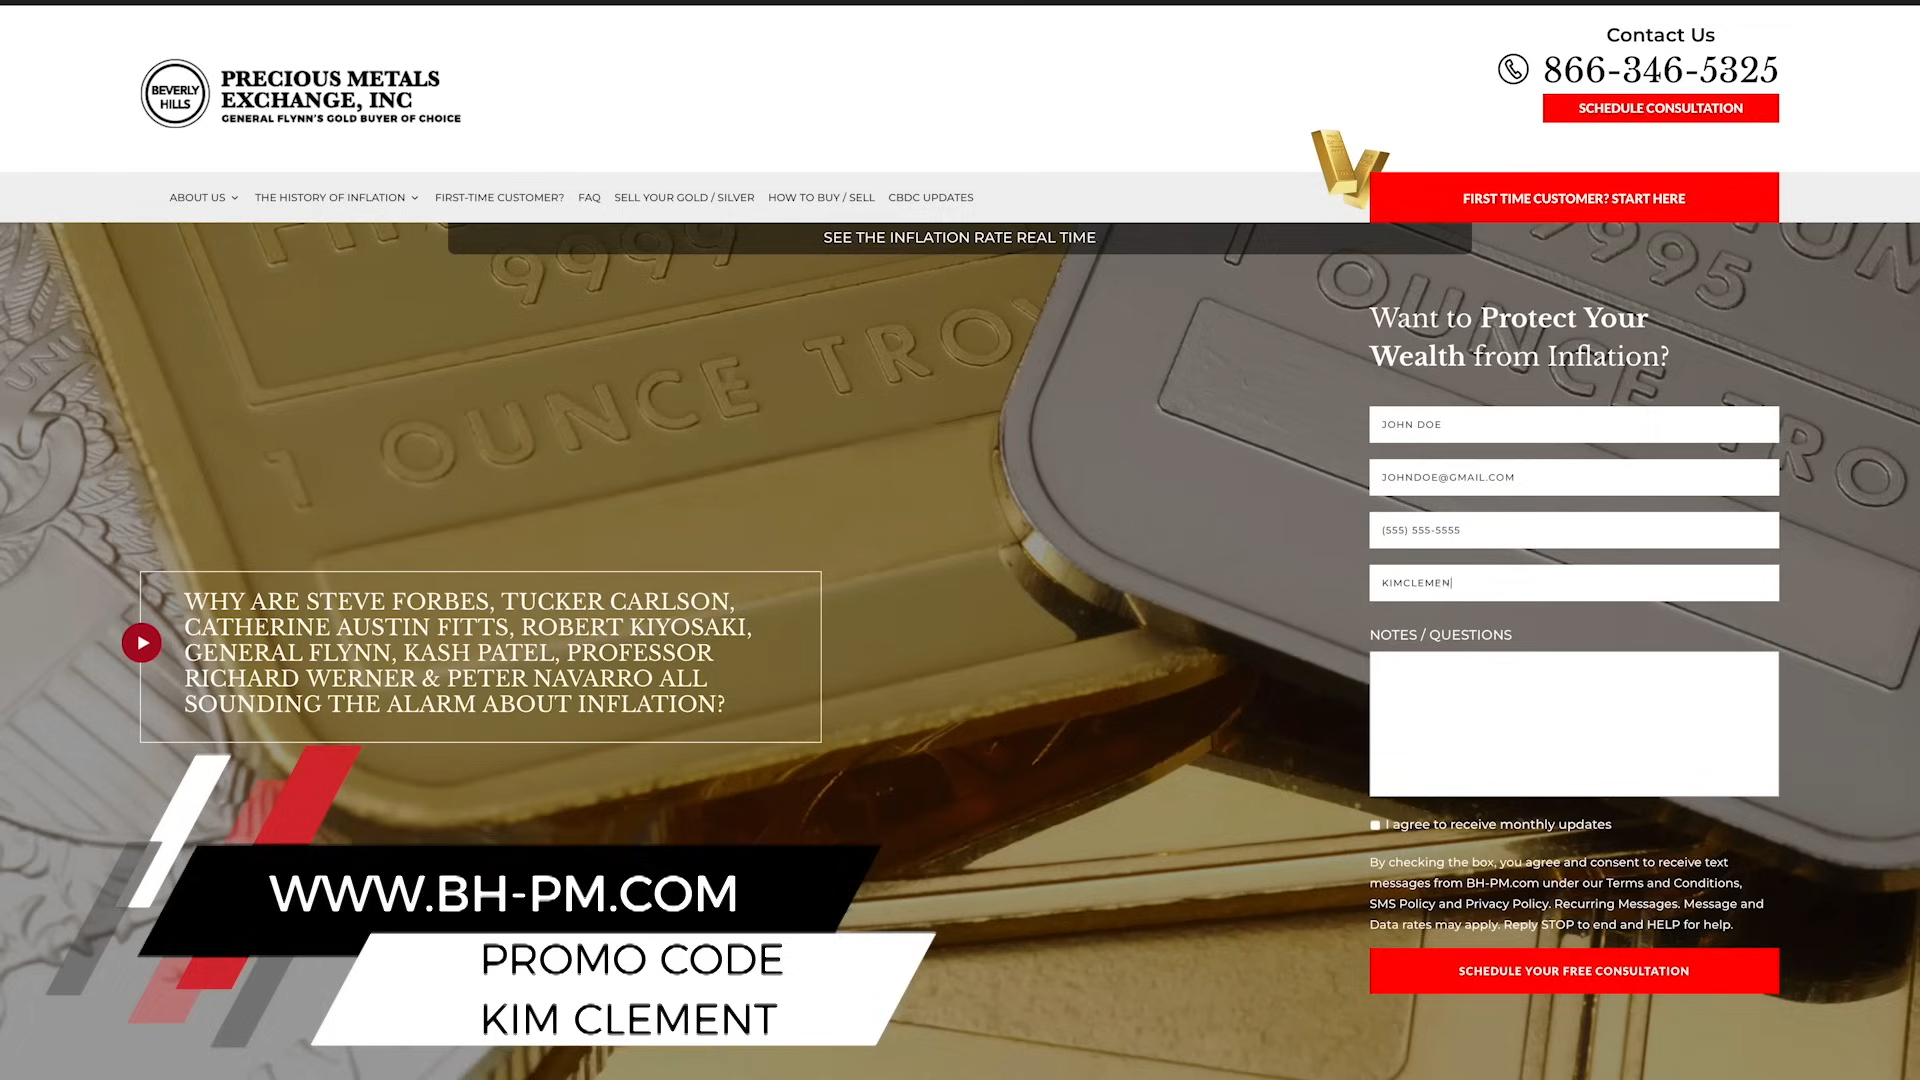 Contact Us
866-346-5325
SCHEDULE CONSULTATION
BEVERLY
HILLS
PRECIOUS METALS
EXCHANGE, INC
GENERAL FLYNN'S GOLD BUYER OF CHOICE
ABOUT US
THE HISTORY OF INFLATION
FIRST-TIME CUSTOMER?
FAQ
SELL YOUR GOLD / SILVER
HOW TO BUY / SELL
CBDC UPDATES
FIRST TIME CUSTOMER? START HERE
SEE THE INFLATION RATE REAL TIME
9999
1 OUNCE TROY
9995
1 OUNCE TRO
Want to Protect Your
Wealth from Inflation?
JOHN DOE
JOHNDOE@GMAIL.COM
(555) 555-5555
KIMCLEMEN
NOTES / QUESTIONS
I agree to receive monthly updates
By checking the box, you agree and consent to receive text
messages from BH-PM.com under our Terms and Conditions,
SMS Policy and Privacy Policy. Recurring Messages. Message and
Data rates may apply. Reply STOP to end and HELP for help.
SCHEDULE YOUR FREE CONSULTATION
WHY ARE STEVE FORBES, TUCKER CARLSON,
CATHERINE AUSTIN FITTS, ROBERT KIYOSAKI,
GENERAL FLYNN, KASH PATEL, PROFESSOR
RICHARD WERNER & PETER NAVARRO ALL
SOUNDING THE ALARM ABOUT INFLATION?
WWW.BH-PM.COM
PROMO CODE
KIM CLEMENT